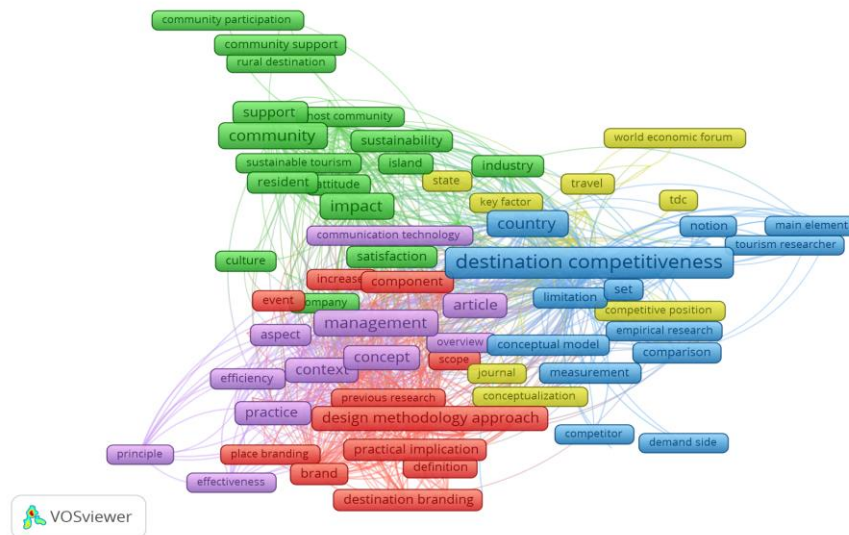 community participation
community support
rural destination
support
host community
community
sustainability
world economic forum
sustainable tourism
island
industry
resident
attitude
state
travel
impact
key factor
tdc
country
notion
main element
communication technology
tourism researcher
culture
satisfaction
destination competitiveness
increase
component
event
company
article
limitation
set
management
competitive position
aspect
overview
conceptual model
empirical research
context
concept
scope
comparison
efficiency
journal
measurement
previous research
conceptualization
practice
design methodology approach
competitor
demand side
principle
place branding
practical implication
brand
definition
effectiveness
destination branding
VOSviewer